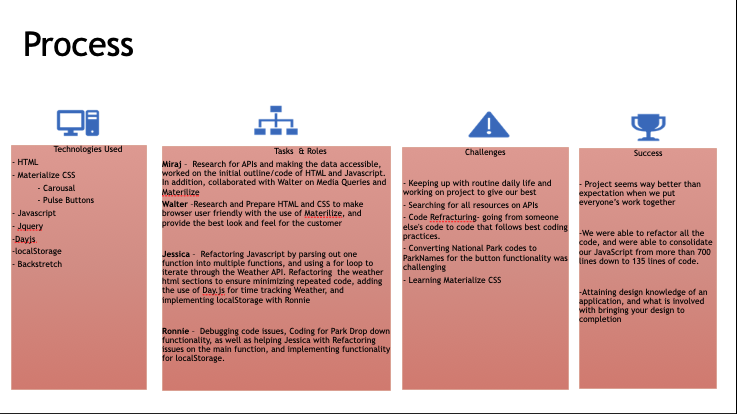 Process
Technologies Used
- HTML
- Materialize CSS
- Carousal
- Pulse Buttons
- Javascript
- Jquery
-Dayjs
-localStorage
- Backstretch
Tasks & Roles
Miraj – Research for APIs and making the data accessible,
worked on the initial outline/code of HTML and Javascript.
In addition, collaborated with Walter on Media Queries and
Materilize
Walter -Research and Prepare HTML and CSS to make
browser user friendly with the use of Materilize, and
provide the best look and feel for the customer
Jessica – Refactoring Javascript by parsing out one
function into multiple functions, and using a for loop to
iterate through the Weather API. Refactoring the weather
html sections to ensure minimizing repeated code, adding
the use of Day.js for time tracking Weather, and
implementing localStorage with Ronnie
Ronnie – Debugging code issues, Coding for Park Drop down
functionality, as well as helping Jessica with Refactoring
issues on the main function, and implementing functionality
for localStorage.
Challenges
- Keeping up with routine daily life and
working on project to give our best
- Searching for all resources on APIs
- Code Refracturing- going from someone
else's code to code that follows best coding
practices.
- Converting National Park codes to
ParkNames for the button functionality was
challenging
- Learning Materialize CSS
Success
- Project seems way better than
expectation when we put
everyone's work together
-We were able to refactor all the
code, and were able to consolidate
our JavaScript from more than 700
lines down to 135 lines of code.
-Attaining design knowledge of an
application, and what is involved
with bringing your design to
completion